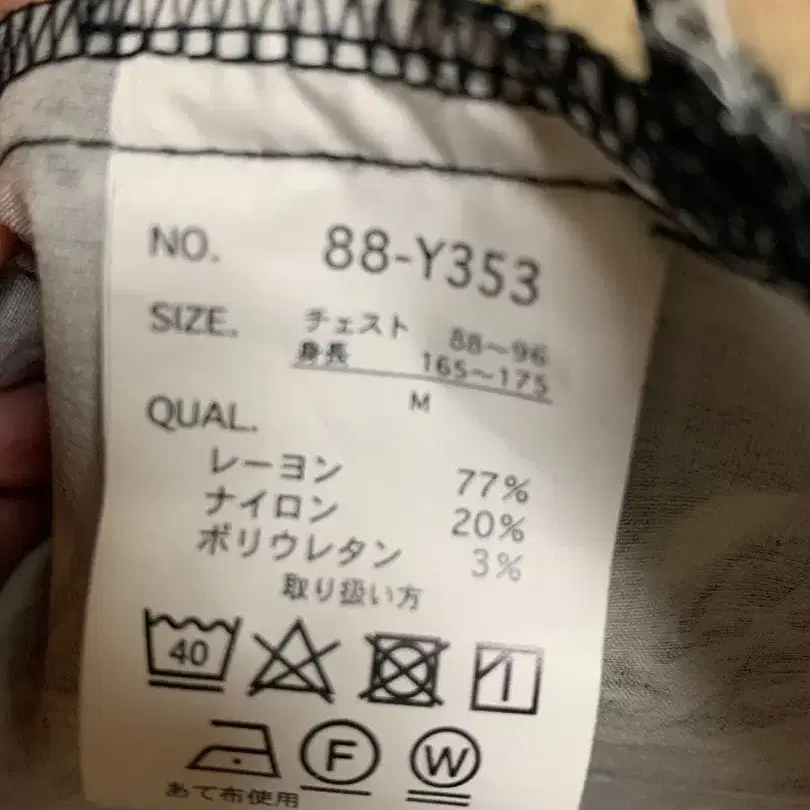 NO. 88-Y353
SIZE. チェスト 88〜96
身長 165〜175
M
QUAL.
レーヨン 77%
ナイロン 20%
ポリウレタン 3%
取り扱い方
40
F W
あて布使用